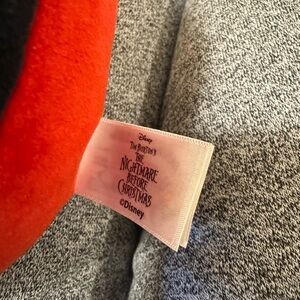 Disney
Tim Burton's
THE
NIGHTMARE
BEFORE
CHRISTMAS
©Disney